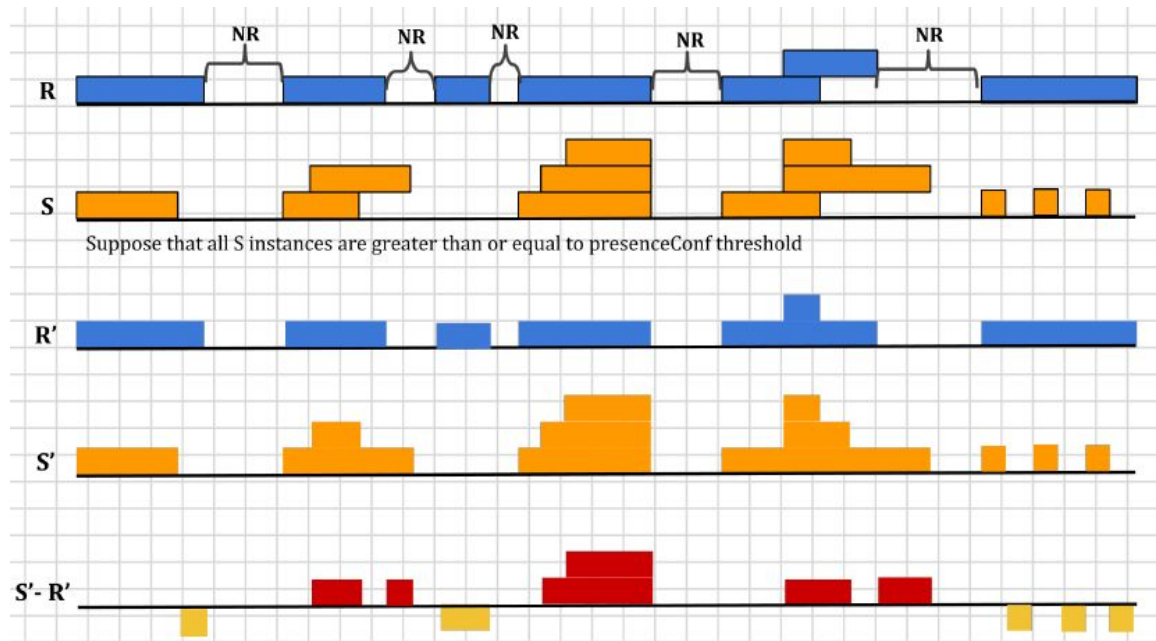 NR
NR
NR
NR
NR
R
S
Suppose that all S instances are greater than or equal to presenceConf threshold
R’
S’
S’- R’